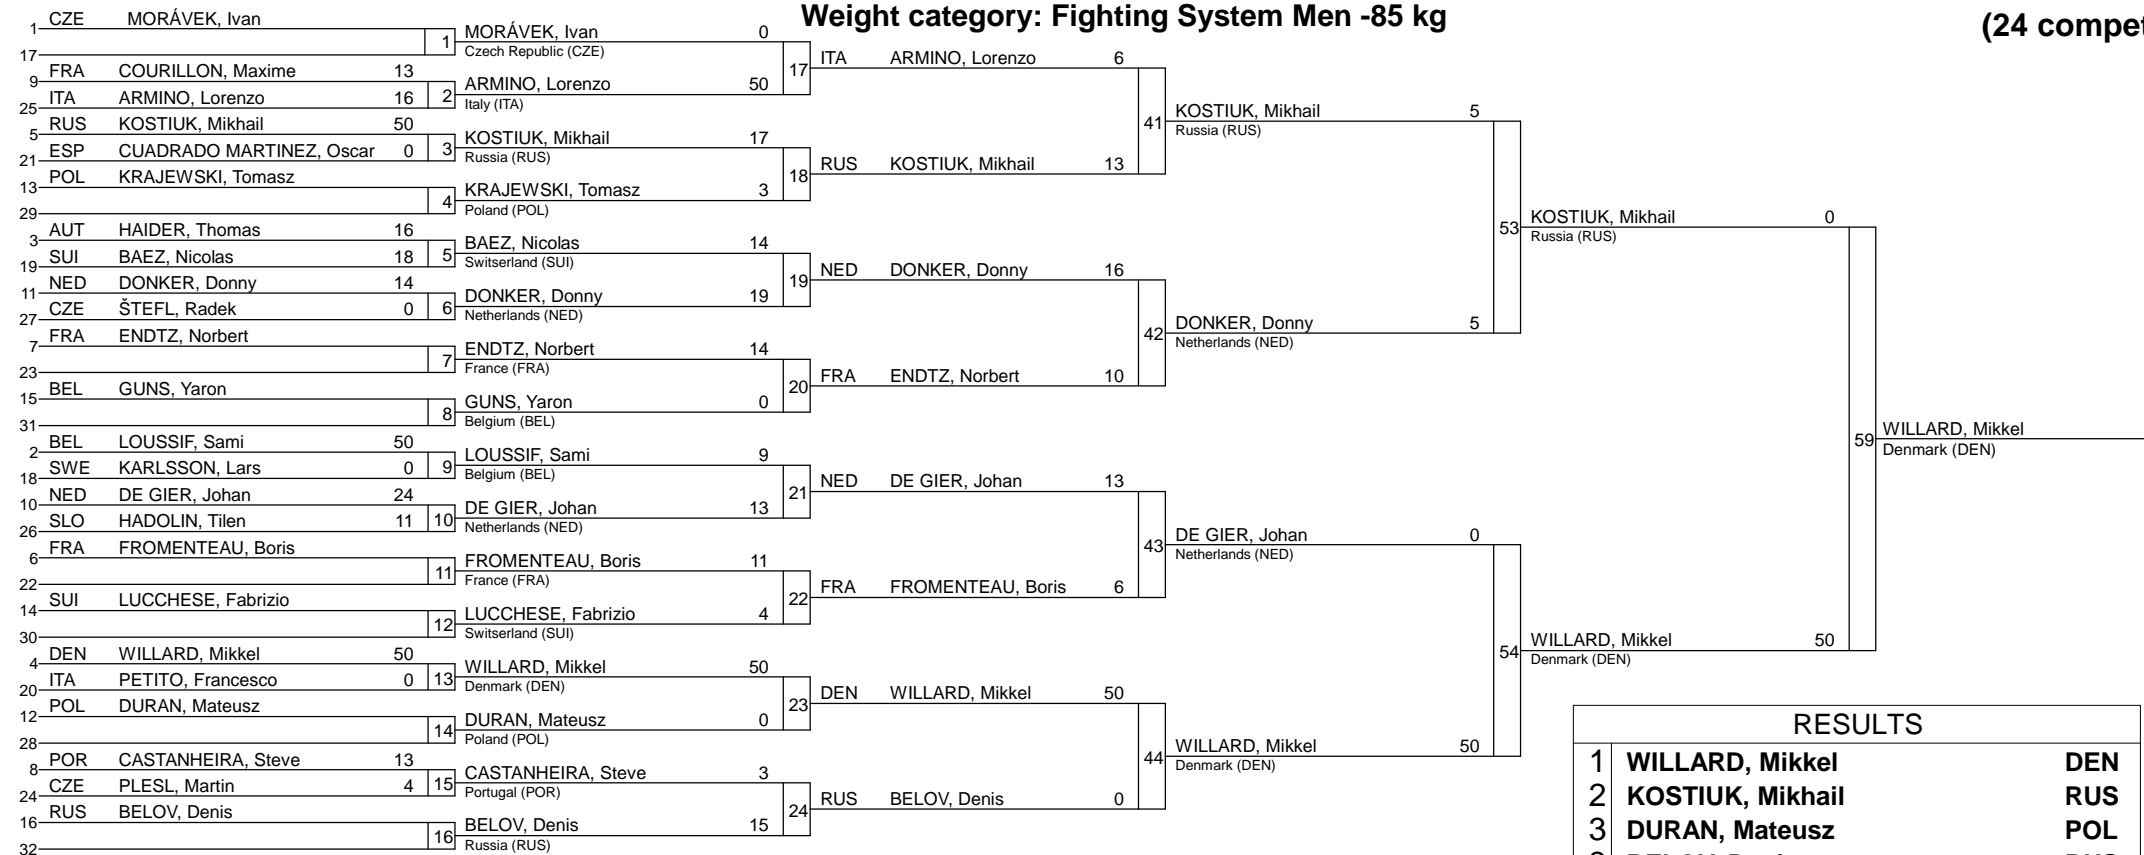 Weight category: Fighting System Men -85 kg
(24 compet
1 CZE MORÁVEK, Ivan
17
1
9 FRA COURILLON, Maxime 13
25 ITA ARMINO, Lorenzo 16
2
5 RUS KOSTIUK, Mikhail 50
21 ESP CUADRADO MARTINEZ, Oscar 0
3
13 POL KRAJEWSKI, Tomasz
29
4
3 AUT HAIDER, Thomas 16
19 SUI BAEZ, Nicolas 18
5
11 NED DONKER, Donny 14
27 CZE ŠTEFL, Radek 0
6
7 FRA ENDTZ, Norbert
23
7
15 BEL GUNS, Yaron
31
8
2 BEL LOUSSIF, Sami 50
18 SWE KARLSSON, Lars 0
9
10 NED DE GIER, Johan 24
26 SLO HADOLIN, Tilen 11
10
6 FRA FROMENTEAU, Boris
22
11
14 SUI LUCCHESE, Fabrizio
30
12
4 DEN WILLARD, Mikkel 50
20 ITA PETITO, Francesco 0
13
12 POL DURAN, Mateusz
28
14
8 POR CASTANHEIRA, Steve 13
24 CZE PLESL, Martin 4
15
16 RUS BELOV, Denis
32
16
MORÁVEK, Ivan 0
Czech Republic (CZE)
17
ARMINO, Lorenzo 50
Italy (ITA)
KOSTIUK, Mikhail 17
Russia (RUS)
18
KRAJEWSKI, Tomasz 3
Poland (POL)
BAEZ, Nicolas 14
Switserland (SUI)
19
DONKER, Donny 19
Netherlands (NED)
ENDTZ, Norbert 14
France (FRA)
20
GUNS, Yaron 0
Belgium (BEL)
LOUSSIF, Sami 9
Belgium (BEL)
21
DE GIER, Johan 13
Netherlands (NED)
FROMENTEAU, Boris 11
France (FRA)
22
LUCCHESE, Fabrizio 4
Switserland (SUI)
WILLARD, Mikkel 50
Denmark (DEN)
23
DURAN, Mateusz 0
Poland (POL)
CASTANHEIRA, Steve 3
Portugal (POR)
24
BELOV, Denis 15
Russia (RUS)
ITA ARMINO, Lorenzo 6
41
RUS KOSTIUK, Mikhail 13
NED DONKER, Donny 16
42
FRA ENDTZ, Norbert 10
NED DE GIER, Johan 13
43
FRA FROMENTEAU, Boris 6
DEN WILLARD, Mikkel 50
44
RUS BELOV, Denis 0
KOSTIUK, Mikhail 5
Russia (RUS)
53
DONKER, Donny 5
Netherlands (NED)
DE GIER, Johan 0
Netherlands (NED)
54
WILLARD, Mikkel 50
Denmark (DEN)
KOSTIUK, Mikhail 0
Russia (RUS)
59
WILLARD, Mikkel 50
Denmark (DEN)
WILLARD, Mikkel
Denmark (DEN)
RESULTS
1 WILLARD, Mikkel DEN
2 KOSTIUK, Mikhail RUS
3 DURAN, Mateusz POL